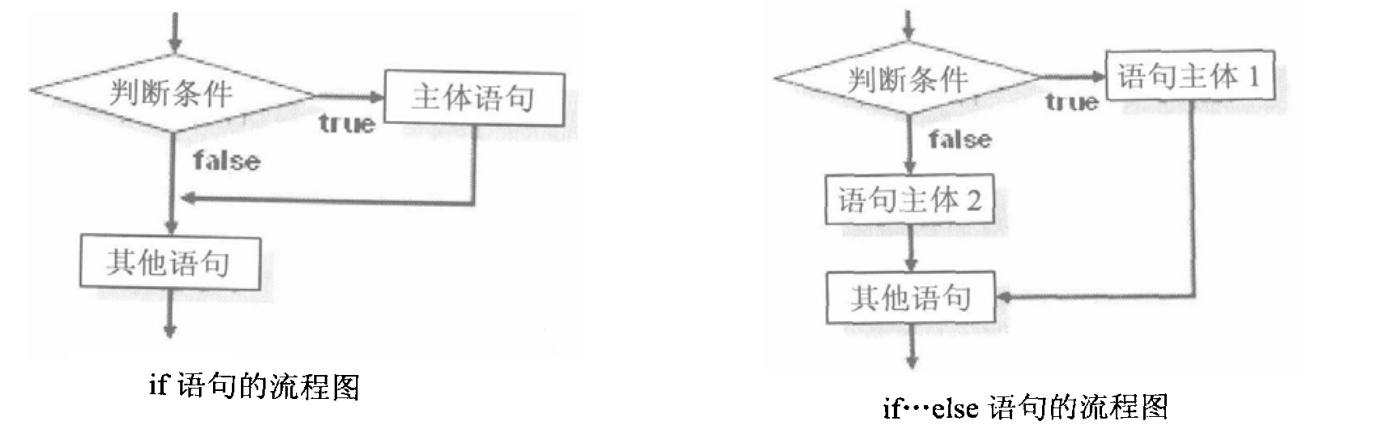 判断条件
true
主体语句
false
其他语句
if 语句的流程图
判断条件
true
语句主体 1
false
语句主体 2
其他语句
if…else 语句的流程图